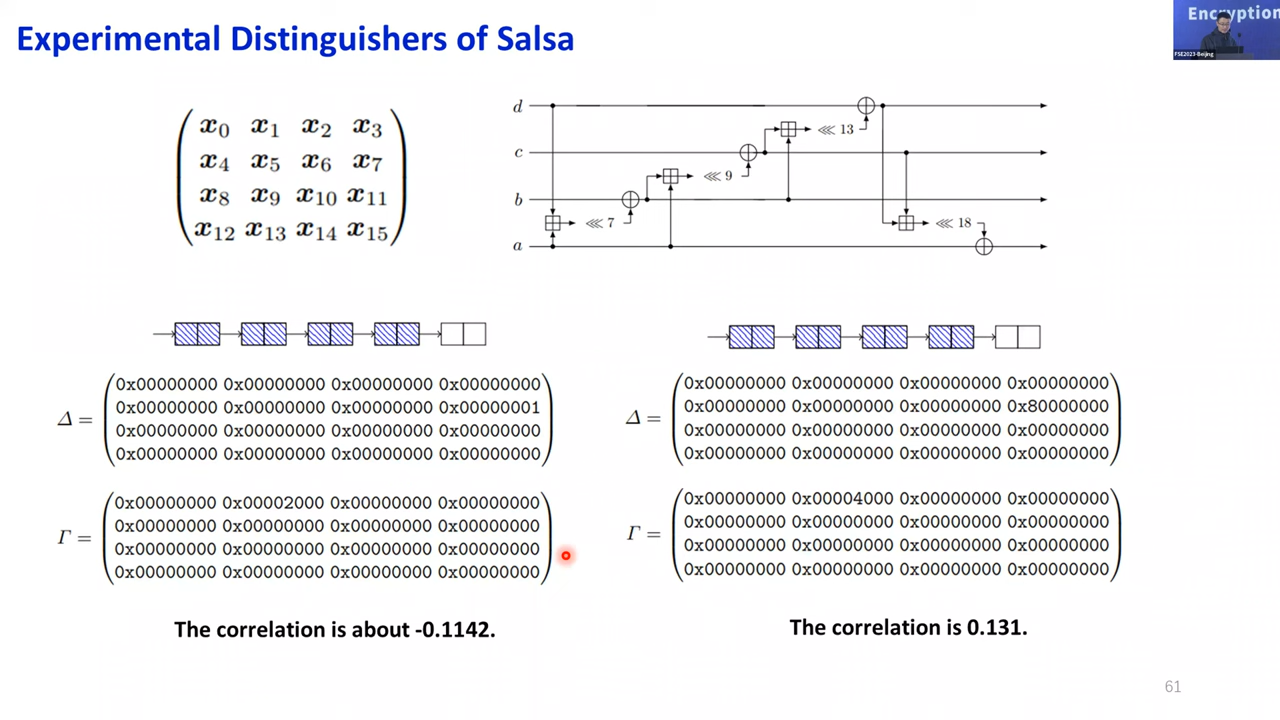 Experimental Distinguishers of Salsa
Encryption
FSE2023-Beijing
x0 x1 x2 x3
x4 x5 x6 x7
x8 x9 x10 x11
x12 x13 x14 x15
d
c
b
a
⋘ 7
⋘ 9
⋘ 13
⋘ 18
Δ =
0x00000000 0x00000000 0x00000000 0x00000000
0x00000000 0x00000000 0x00000000 0x00000001
0x00000000 0x00000000 0x00000000 0x00000000
0x00000000 0x00000000 0x00000000 0x00000000
Γ =
0x00000000 0x00002000 0x00000000 0x00000000
0x00000000 0x00000000 0x00000000 0x00000000
0x00000000 0x00000000 0x00000000 0x00000000
0x00000000 0x00000000 0x00000000 0x00000000
The correlation is about -0.1142.
Δ =
0x00000000 0x00000000 0x00000000 0x00000000
0x00000000 0x00000000 0x00000000 0x80000000
0x00000000 0x00000000 0x00000000 0x00000000
0x00000000 0x00000000 0x00000000 0x00000000
Γ =
0x00000000 0x00004000 0x00000000 0x00000000
0x00000000 0x00000000 0x00000000 0x00000000
0x00000000 0x00000000 0x00000000 0x00000000
0x00000000 0x00000000 0x00000000 0x00000000
The correlation is 0.131.
61